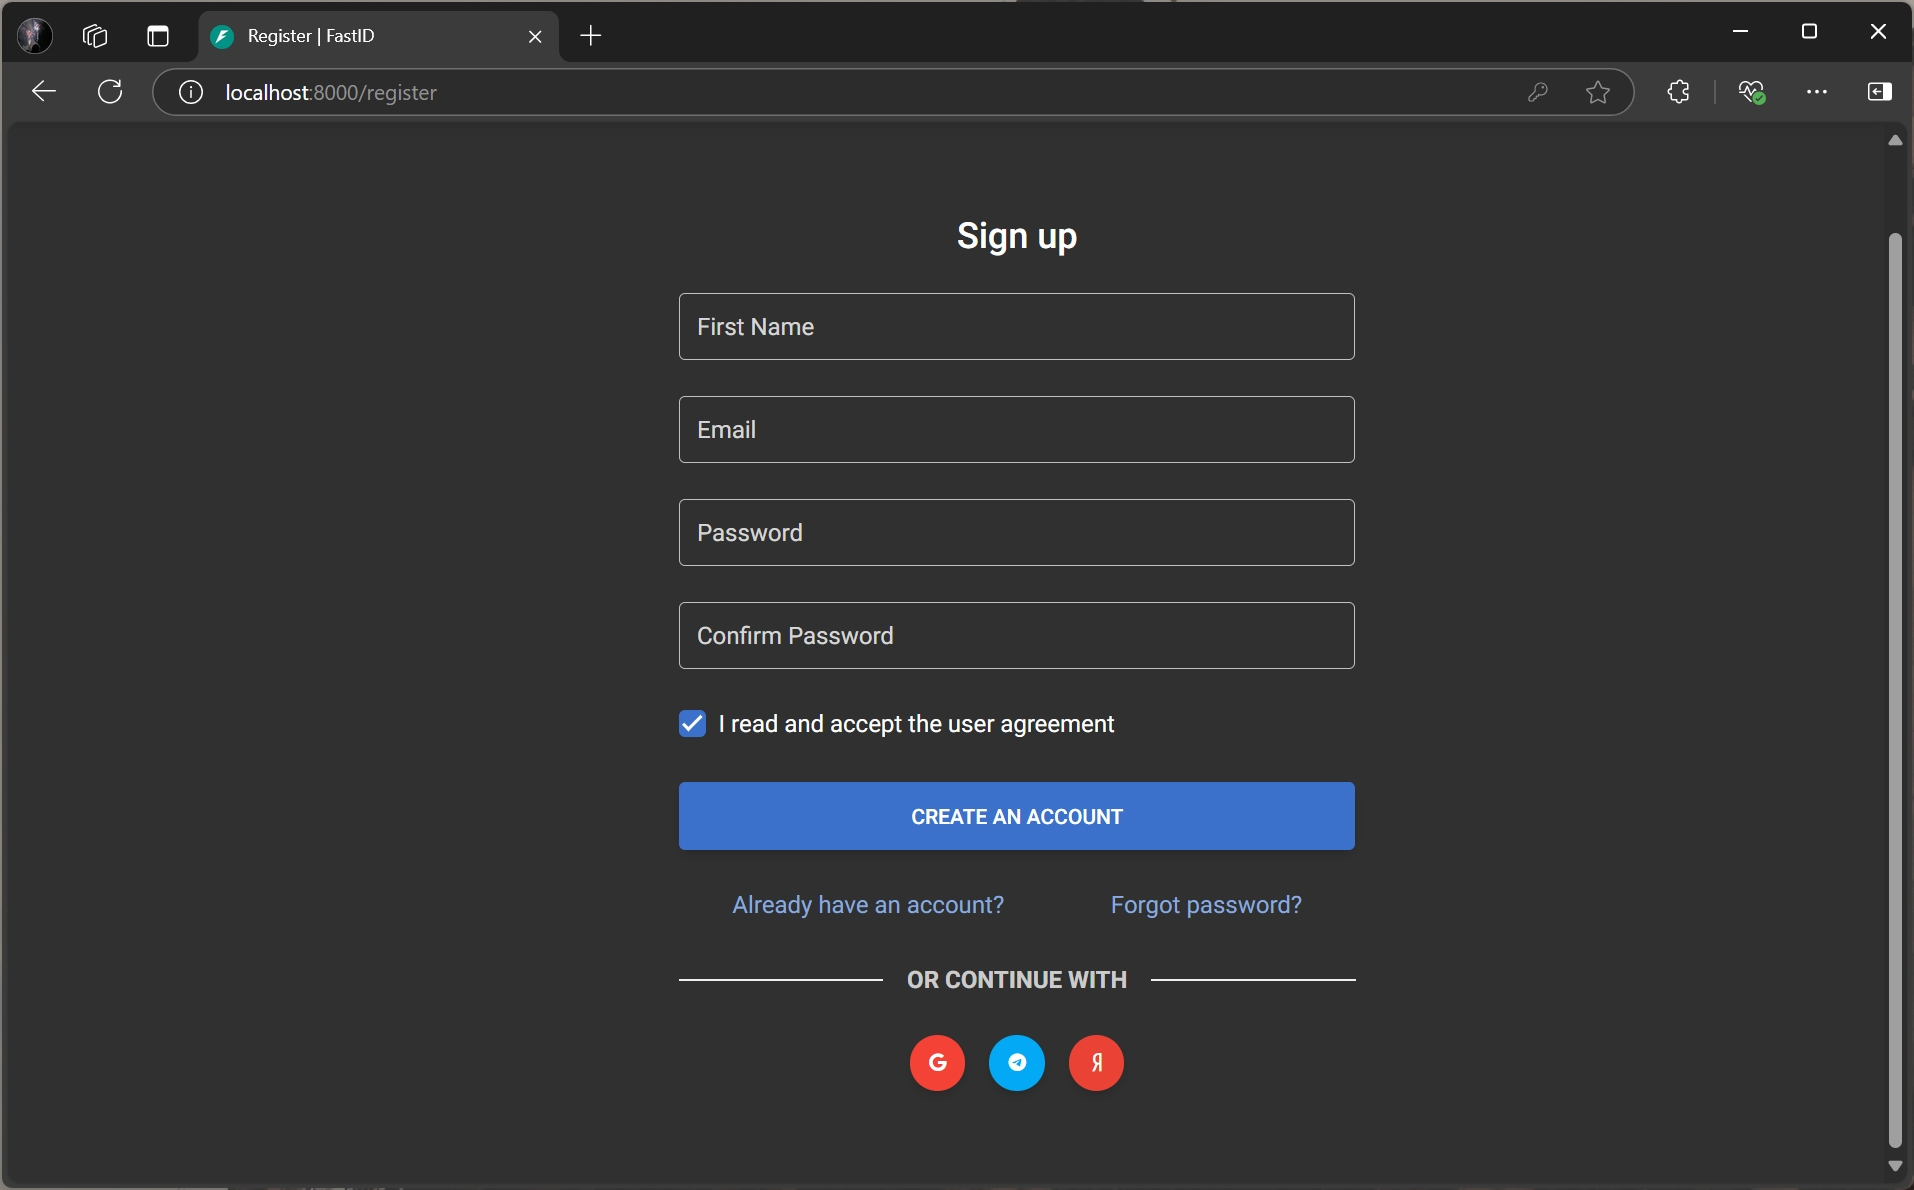 Register | FastID
localhost:8000/register
Sign up
First Name
Email
Password
Confirm Password
I read and accept the user agreement
CREATE AN ACCOUNT
Already have an account? Forgot password?
OR CONTINUE WITH
G Я